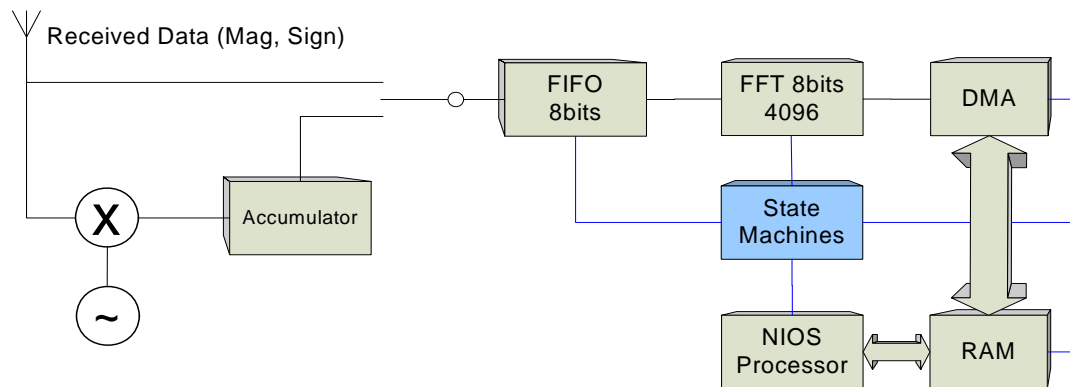 Received Data (Mag, Sign)
FIFO
8bits
FFT 8bits
4096
DMA
X
Accumulator
State
Machines
~
NIOS
Processor
RAM